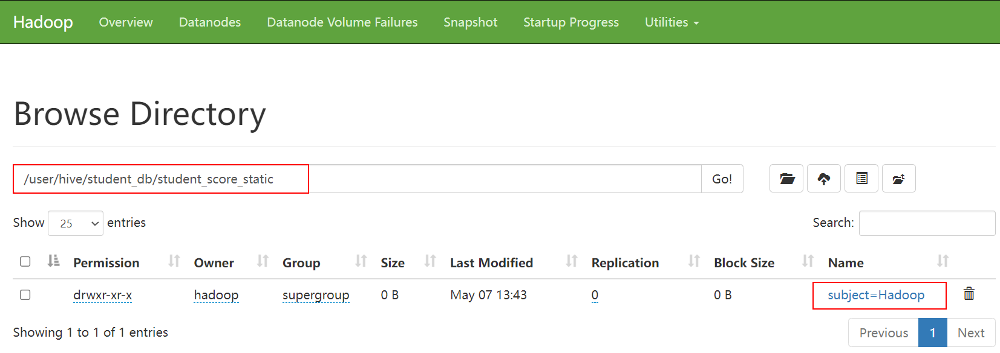 Hadoop Overview Datanodes Datanode Volume Failures Snapshot Startup Progress Utilities
Browse Directory
/user/hive/student_db/student_score_static Go!
Show 25 entries Search:
Permission Owner Group Size Last Modified Replication Block Size Name
drwxr-xr-x hadoop supergroup 0 B May 07 13:43 0 0 B subject=Hadoop
Showing 1 to 1 of 1 entries Previous 1 Next